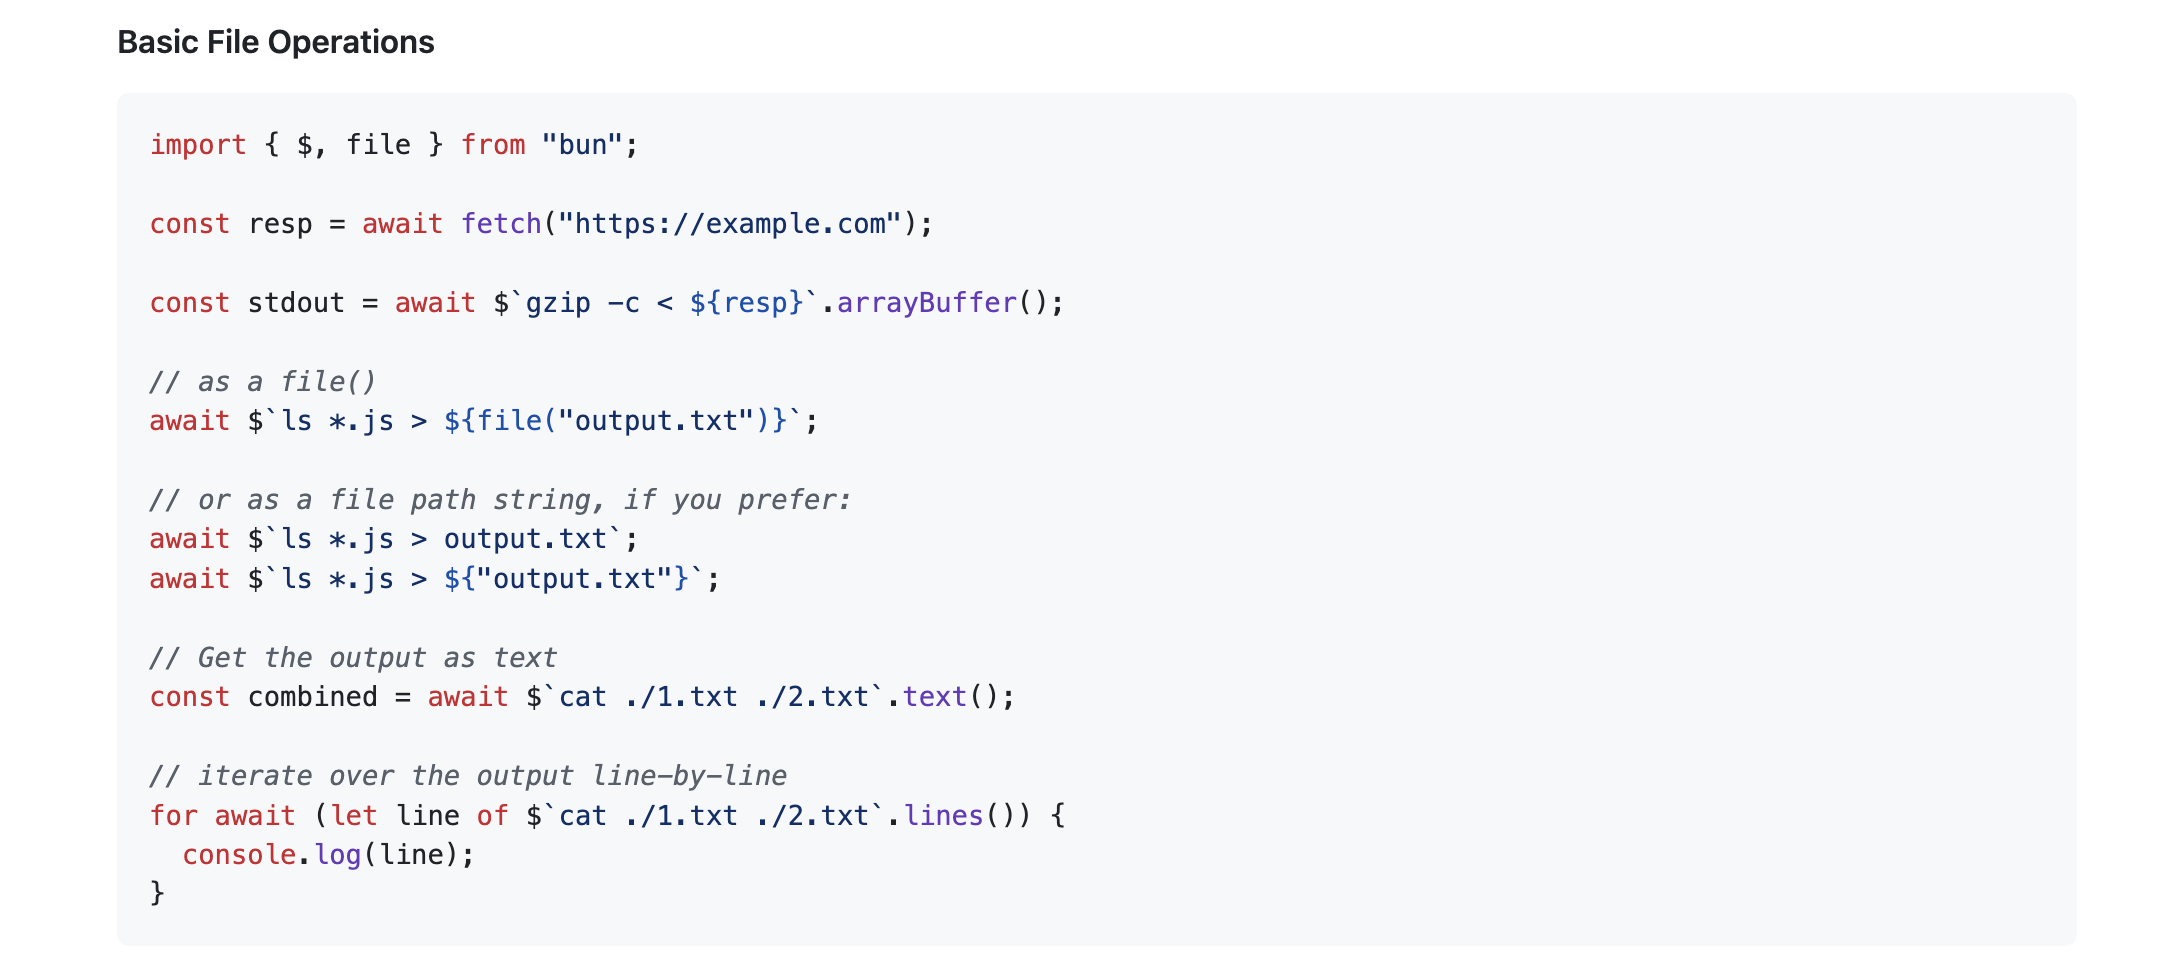 Basic File Operations
import { $, file } from "bun";
const resp = await fetch("https://example.com");
const stdout = await $`gzip -c < ${resp}`.arrayBuffer();
// as a file()
await $`ls *.js > ${file("output.txt")}`;
// or as a file path string, if you prefer:
await $`ls *.js > output.txt`;
await $`ls *.js > ${"output.txt"}`;
// Get the output as text
const combined = await $`cat ./1.txt ./2.txt`.text();
// iterate over the output line-by-line
for await (let line of $`cat ./1.txt ./2.txt`.lines()) {
  console.log(line);
}